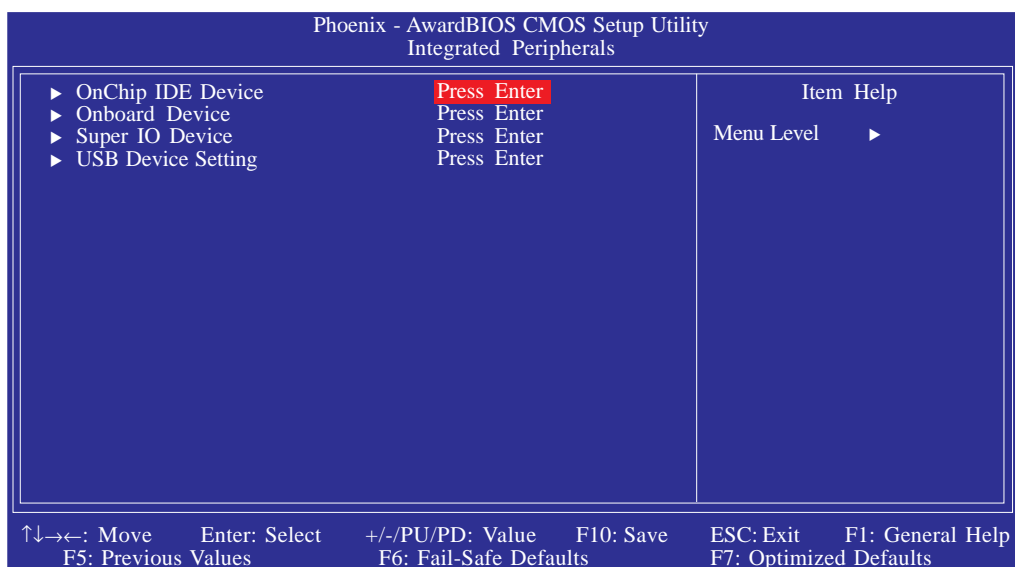 Phoenix - AwardBIOS CMOS Setup Utility
Integrated Peripherals
▶ OnChip IDE Device Press Enter
▶ Onboard Device Press Enter
▶ Super IO Device Press Enter
▶ USB Device Setting Press Enter
Item Help
Menu Level ▶
↑↓→←: Move Enter: Select +/-/PU/PD: Value F10: Save ESC: Exit F1: General Help
F5: Previous Values F6: Fail-Safe Defaults F7: Optimized Defaults